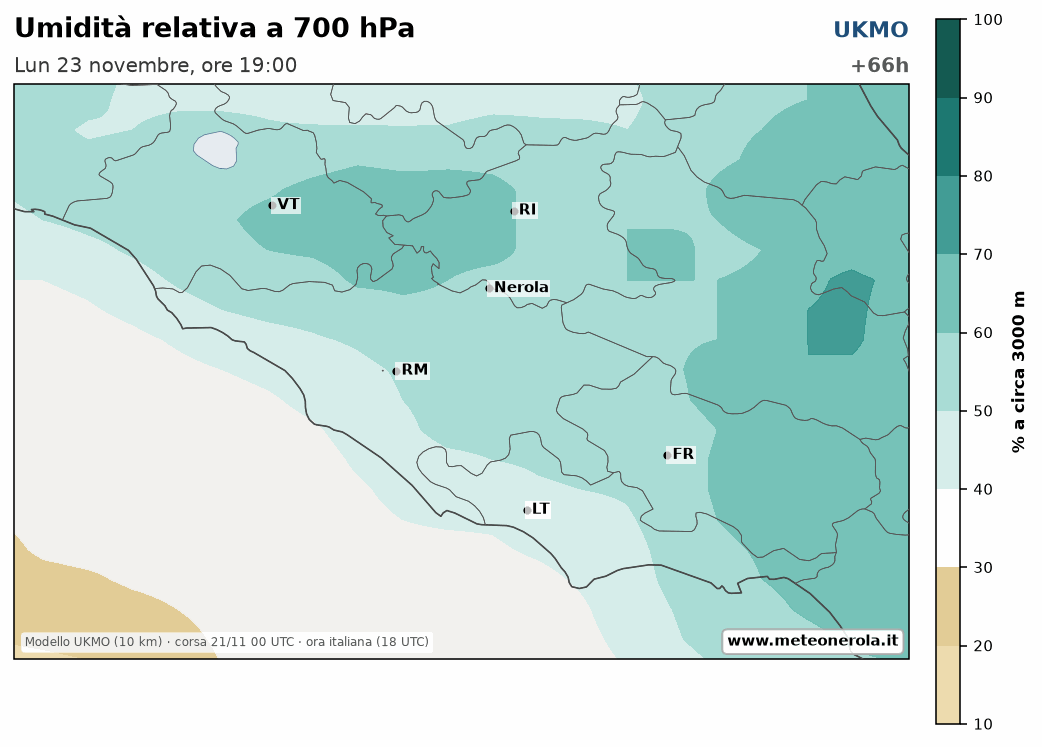 Umidità relativa a 700 hPa
UKMO
Lun 23 novembre, ore 19:00
+66h
VT
RI
Nerola
RM
FR
LT
Modello UKMO (10 km) · corsa 21/11 00 UTC · ora italiana (18 UTC)
www.meteonerola.it
100
90
80
70
60
50
40
30
20
10
% a circa 3000 m